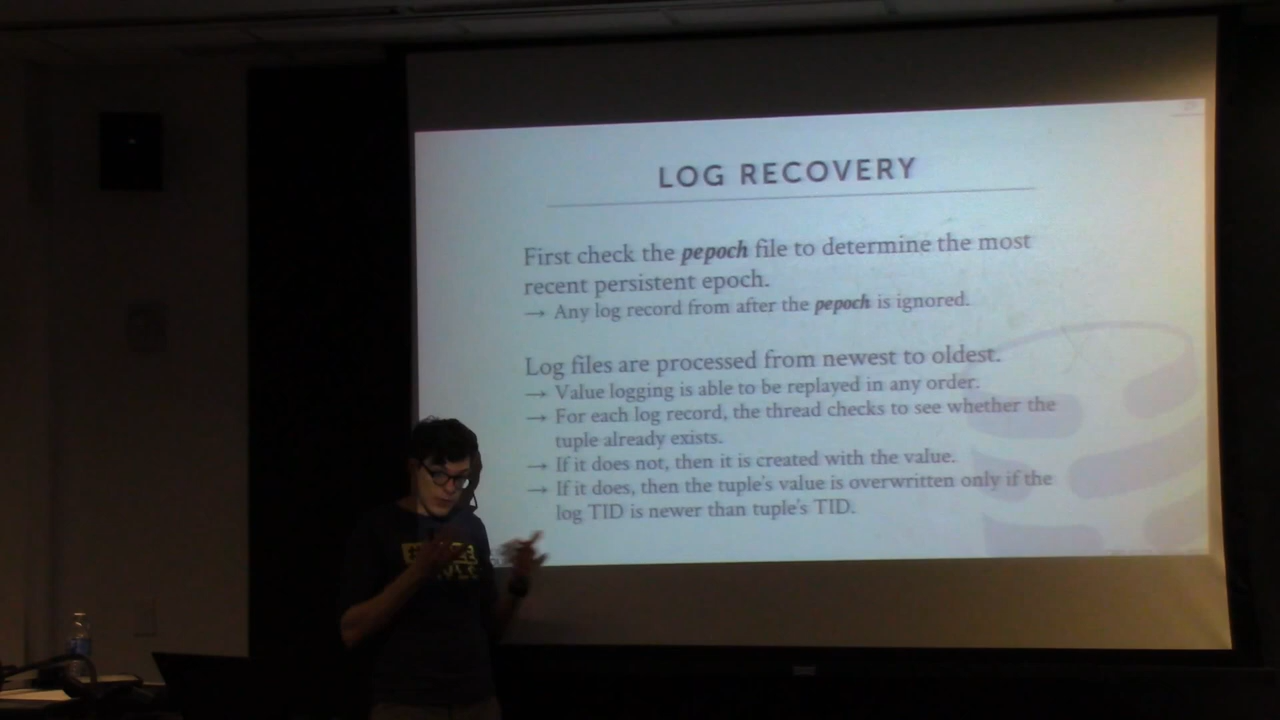 LOG RECOVERY
First check the pepoch file to determine the most
recent persistent epoch.
→ Any log record from after the pepoch is ignored.
Log files are processed from newest to oldest.
→ Value logging is able to be replayed in any order.
→ For each log record, the thread checks to see whether the
tuple already exists.
→ If it does not, then it is created with the value.
→ If it does, then the tuple's value is overwritten only if the
log TID is newer than tuple's TID.